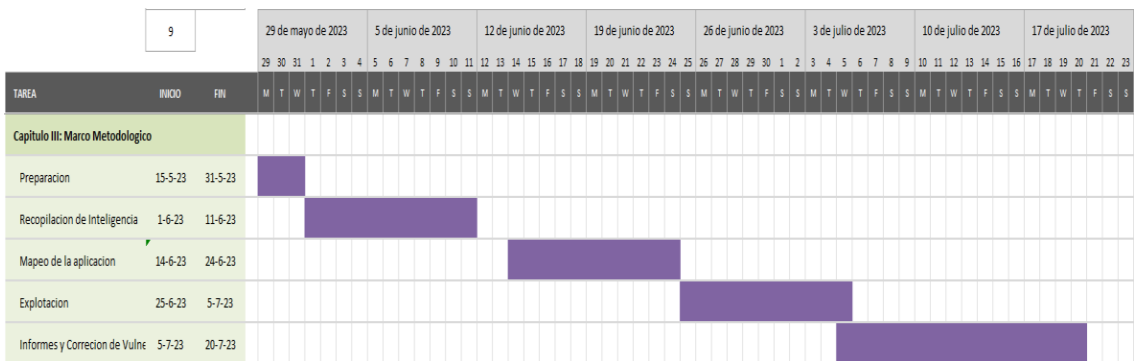 9 29 de mayo de 2023 5 de junio de 2023 12 de junio de 2023 19 de junio de 2023 26 de junio de 2023 3 de julio de 2023 10 de julio de 2023 17 de julio de 2023
29 30 31 1 2 3 4 5 6 7 8 9 10 11 12 13 14 15 16 17 18 19 20 21 22 23 24 25 26 27 28 29 30 1 2 3 4 5 6 7 8 9 10 11 12 13 14 15 16 17 18 19 20 21 22 23
TAREA INICIO FIN M T W T F S S M T W T F S S M T W T F S S M T W T F S S M T W T F S S M T W T F S S M T W T F S S M T W T F S S
Capitulo III: Marco Metodologico
Preparacion 15-5-23 31-5-23
Recopilacion de Inteligencia 1-6-23 11-6-23
Mapeo de la aplicacion 14-6-23 24-6-23
Explotacion 25-6-23 5-7-23
Informes y Correcion de Vulne 5-7-23 20-7-23